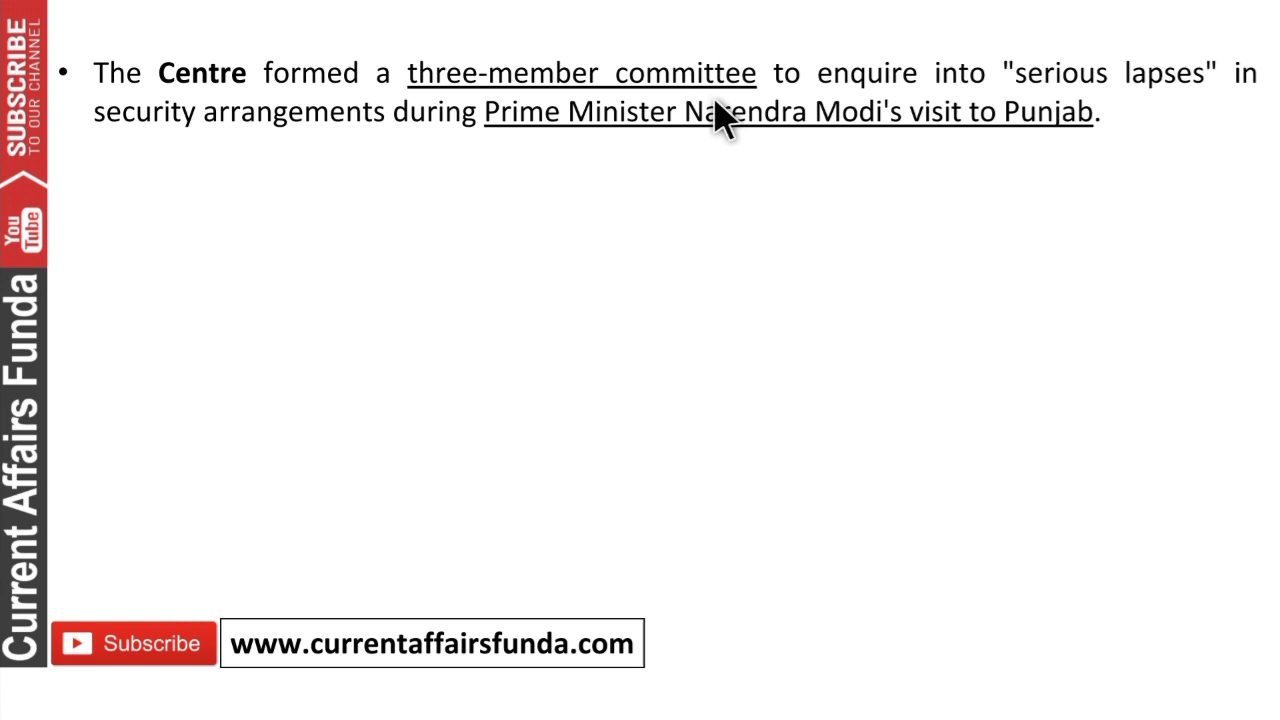 • The Centre formed a three-member committee to enquire into "serious lapses" in
security arrangements during Prime Minister Narendra Modi's visit to Punjab.
SUBSCRIBE
TO OUR CHANNEL
You
Tube
Current Affairs Funda
Subscribe
www.currentaffairsfunda.com